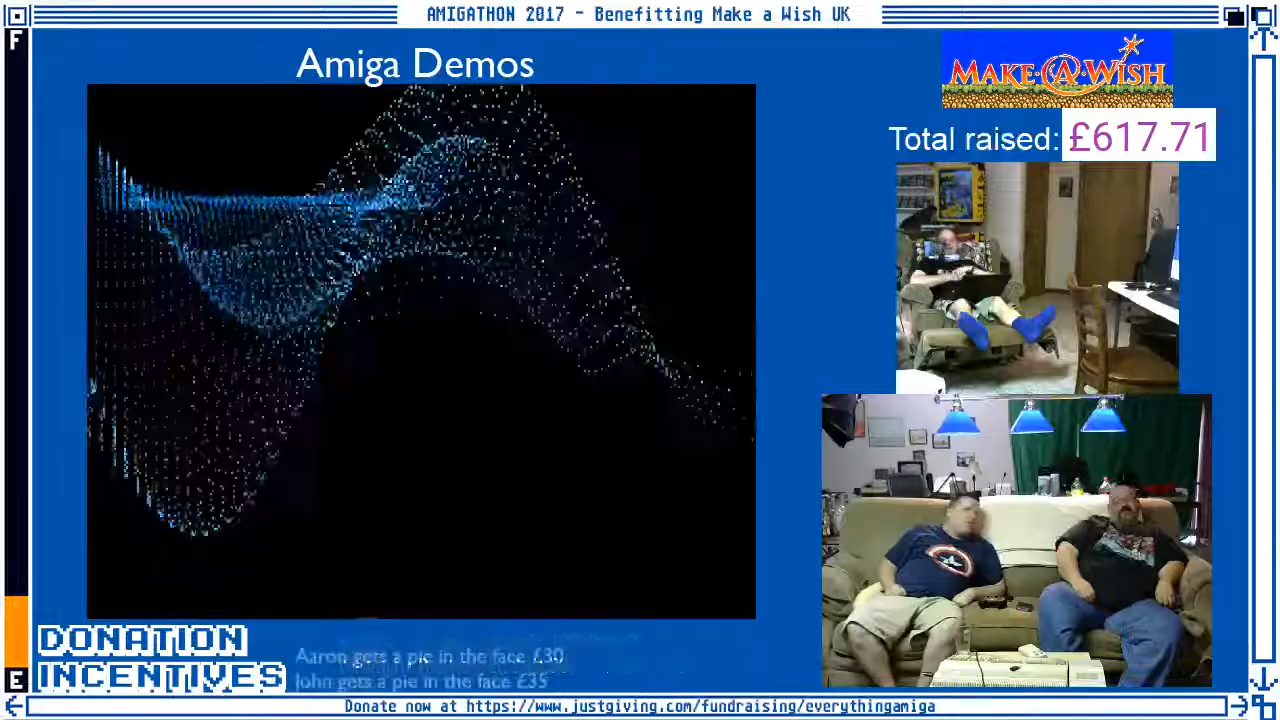 AMIGATHON 2017 - Benefitting Make a Wish UK
F
Amiga Demos
MAKE-A-WISH
Total raised: £617.71
E
DONATION
INCENTIVES
Aaron gets a pie in the face £30
John gets a pie in the face £35
Donate now at https://www.justgiving.com/fundraising/everythingamiga